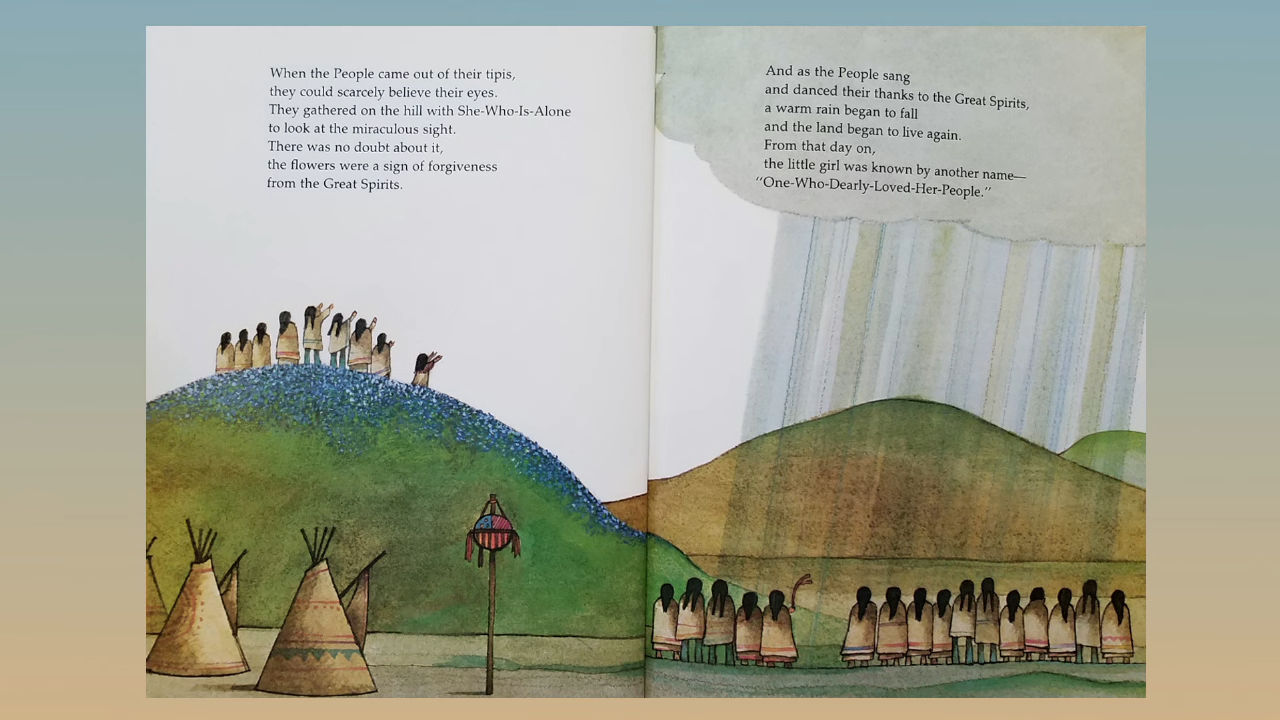 When the People came out of their tipis,
they could scarcely believe their eyes.
They gathered on the hill with She-Who-Is-Alone
to look at the miraculous sight.
There was no doubt about it,
the flowers were a sign of forgiveness
from the Great Spirits.
And as the People sang
and danced their thanks to the Great Spirits,
a warm rain began to fall
and the land began to live again.
From that day on,
the little girl was known by another name—
“One-Who-Dearly-Loved-Her-People.”